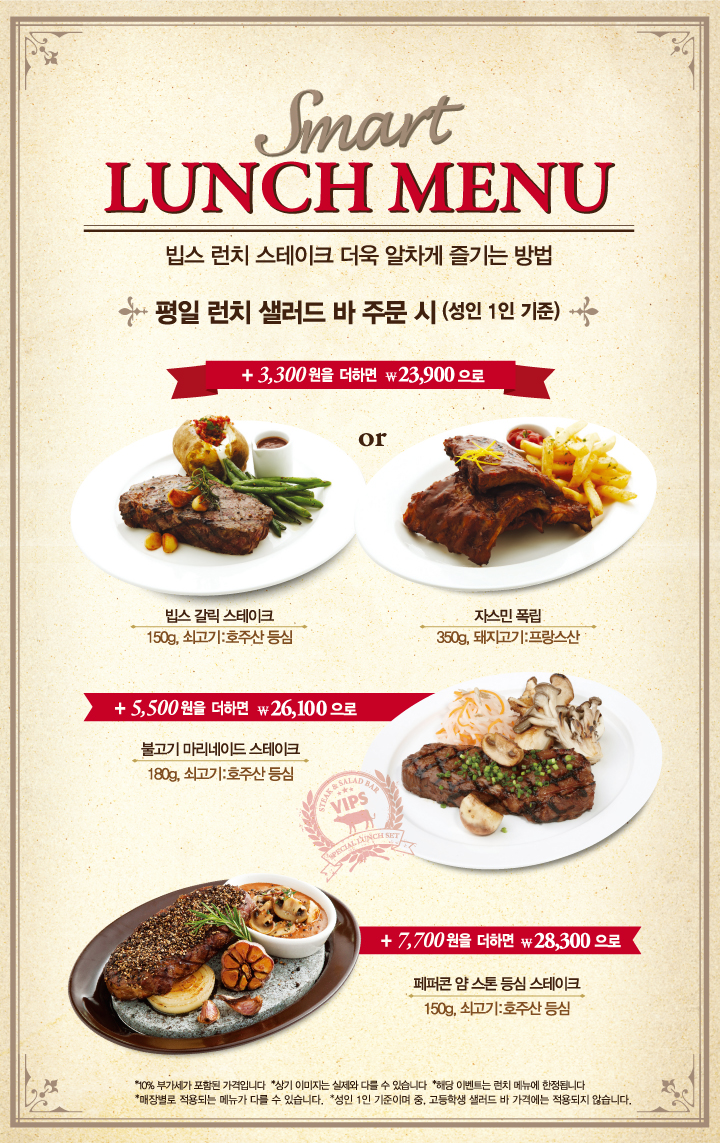 Smart
LUNCH MENU
빕스 런치 스테이크 더욱 알차게 즐기는 방법
평일 런치 샐러드 바 주문 시 (성인 1인 기준)
+ 3,300원을 더하면 ₩23,900 으로
or
빕스 갈릭 스테이크
150g, 쇠고기:호주산 등심
자스민 폭립
350g, 돼지고기:프랑스산
+ 5,500원을 더하면 ₩26,100 으로
불고기 마리네이드 스테이크
180g, 쇠고기:호주산 등심
STEAK & SALAD BAR
VIPS
SPECIAL LUNCH SET
+ 7,700원을 더하면 ₩28,300 으로
페퍼콘 얌 스톤 등심 스테이크
150g, 쇠고기:호주산 등심
*10% 부가세가 포함된 가격입니다 *상기 이미지는 실제와 다를 수 있습니다 *해당 이벤트는 런치 메뉴에 한정됩니다
*매장별로 적용되는 메뉴가 다를 수 있습니다. *성인 1인 기준이며 중, 고등학생 샐러드 바 가격에는 적용되지 않습니다.